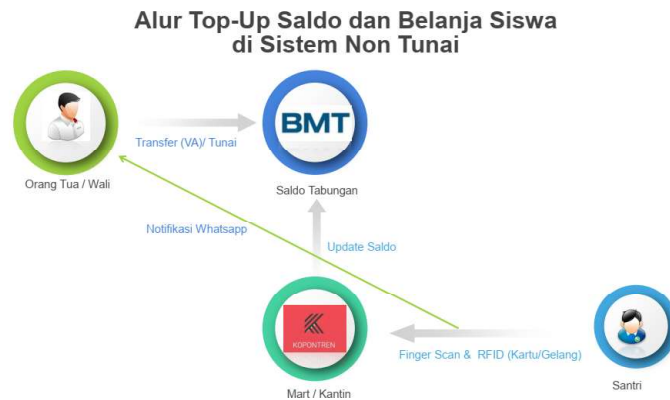 Alur Top-Up Saldo dan Belanja Siswa
di Sistem Non Tunai
BMT
Transfer (VA)/ Tunai
Orang Tua / Wali
Saldo Tabungan
Notifikasi Whatsapp
Update Saldo
KOPONTREN
Finger Scan & RFID (Kartu/Gelang)
Santri
Mart / Kantin